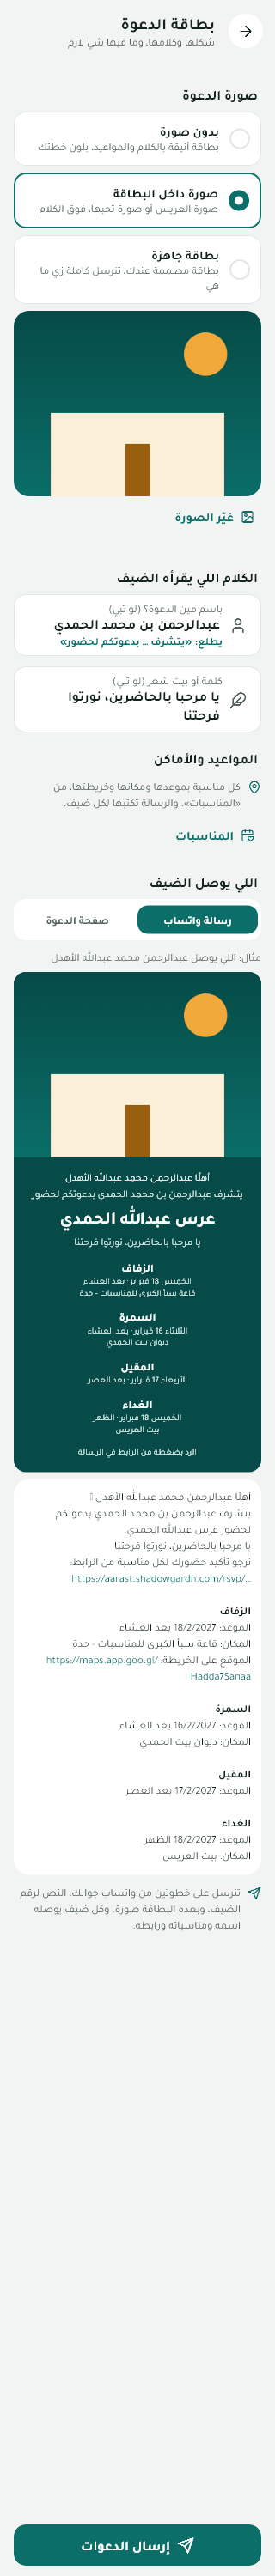 بطاقة الدعوة
شكلها وكلامها، وما فيها شي لازم
صورة الدعوة
بدون صورة
بطاقة أنيقة بالكلام والمواعيد، بلون خطتك
صورة داخل البطاقة
صورة العريس أو صورة تحبها، فوق الكلام
بطاقة جاهزة
بطاقة مصممة عندك، تنرسل كاملة زي ما
هي
غيّر الصورة
الكلام اللي يقرأه الضيف
باسم مين الدعوة؟ (لو تبي)
عبدالرحمن بن محمد الحمدي
يطلع: «يتشرف … بدعوتكم لحضور»
كلمة أو بيت شعر (لو تبي)
يا مرحبا بالحاضرين، نورتوا
فرحتنا
المواعيد والأماكن
كل مناسبة بموعدها ومكانها وخريطتها، من
«المناسبات». والرسالة تكتبها لكل ضيف.
المناسبات
اللي يوصل الضيف
رسالة واتساب
صفحة الدعوة
مثال: اللي يوصل عبدالرحمن محمد عبدالله الأهدل
أهلًا عبدالرحمن محمد عبدالله الأهدل
يتشرف عبدالرحمن بن محمد الحمدي بدعوتكم لحضور
عرس عبدالله الحمدي
يا مرحبا بالحاضرين، نورتوا فرحتنا
الزفاف
الخميس 18 فبراير · بعد العشاء
قاعة سبأ الكبرى للمناسبات - حدة
السمرة
الثلاثاء 16 فبراير · بعد العشاء
ديوان بيت الحمدي
المقيل
الأربعاء 17 فبراير · بعد العصر
الغداء
الخميس 18 فبراير · الظهر
بيت العريس
الرد بضغطة من الرابط في الرسالة
أهلًا عبدالرحمن محمد عبدالله الأهدل
يتشرف عبدالرحمن بن محمد الحمدي بدعوتكم
لحضور عرس عبدالله الحمدي.
يا مرحبا بالحاضرين، نورتوا فرحتنا
نرجو تأكيد حضورك لكل مناسبة من الرابط:
https://aarast.shadowgardn.com/rsvp/…
الزفاف
الموعد: 18/2/2027 بعد العشاء
المكان: قاعة سبأ الكبرى للمناسبات - حدة
الموقع على الخريطة: https://maps.app.goo.gl/
Hadda7Sanaa
السمرة
الموعد: 16/2/2027 بعد العشاء
المكان: ديوان بيت الحمدي
المقيل
الموعد: 17/2/2027 بعد العصر
الغداء
الموعد: 18/2/2027 الظهر
المكان: بيت العريس
تنرسل على خطوتين من واتساب جوالك: النص لرقم
الضيف، وبعده البطاقة صورة. وكل ضيف يوصله
اسمه ومناسباته ورابطه.
إرسال الدعوات